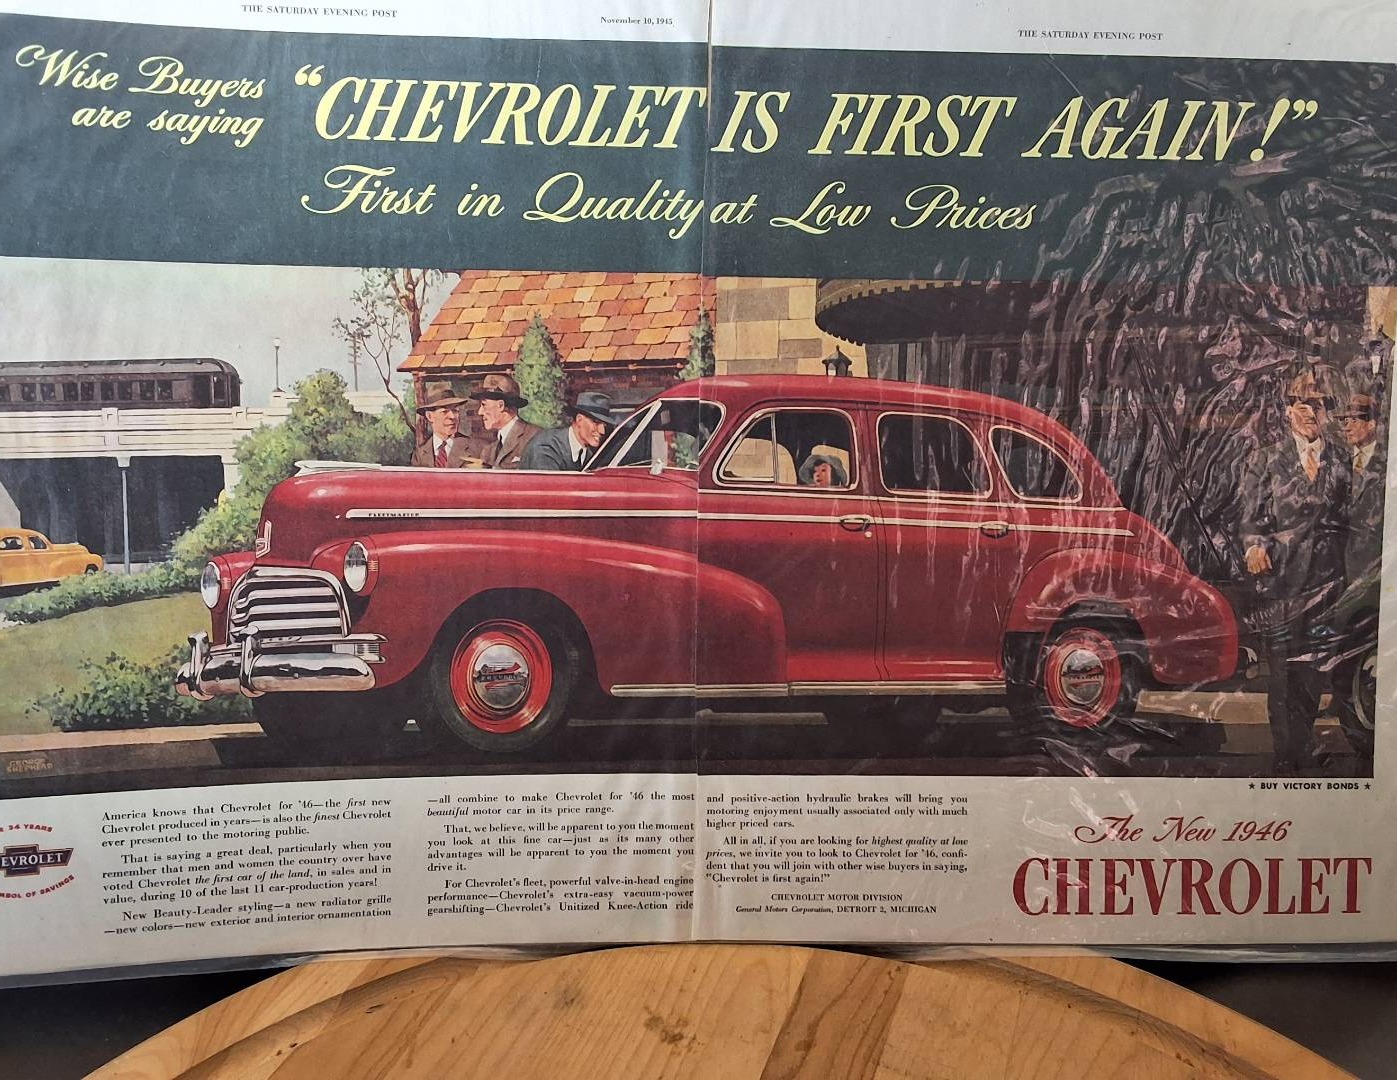 THE SATURDAY EVENING POST
November 10, 1945
THE SATURDAY EVENING POST
Wise Buyers
are saying
"CHEVROLET IS FIRST AGAIN!"
First in Quality at Low Prices
FLEETMASTER
CHEVROLET
GEORGE
SHEPHERD
34 YEARS
EVROLET
BOL OF SAVINGS
America knows that Chevrolet for '46—the first new
Chevrolet produced in years—is also the finest Chevrolet
ever presented to the motoring public.
That is saying a great deal, particularly when you
remember that men and women the country over have
voted Chevrolet the first car of the land, in sales and in
value, during 10 of the last 11 car-production years!
New Beauty-Leader styling—a new radiator grille
—new colors—new exterior and interior ornamentation
—all combine to make Chevrolet for '46 the most
beautiful motor car in its price range.
That, we believe, will be apparent to you the moment
you look at this fine car—just as its many other
advantages will be apparent to you the moment you
drive it.
For Chevrolet's fleet, powerful valve-in-head engine
performance—Chevrolet's extra-easy vacuum-power
gearshifting—Chevrolet's Unitized Knee-Action ride
and positive-action hydraulic brakes will bring you
motoring enjoyment usually associated only with much
higher priced cars.
All in all, if you are looking for highest quality at low
prices, we invite you to look to Chevrolet for '46, confi-
dent that you will join with other wise buyers in saying,
"Chevrolet is first again!"
CHEVROLET MOTOR DIVISION
General Motors Corporation, DETROIT 2, MICHIGAN
★ BUY VICTORY BONDS ★
The New 1946
CHEVROLET